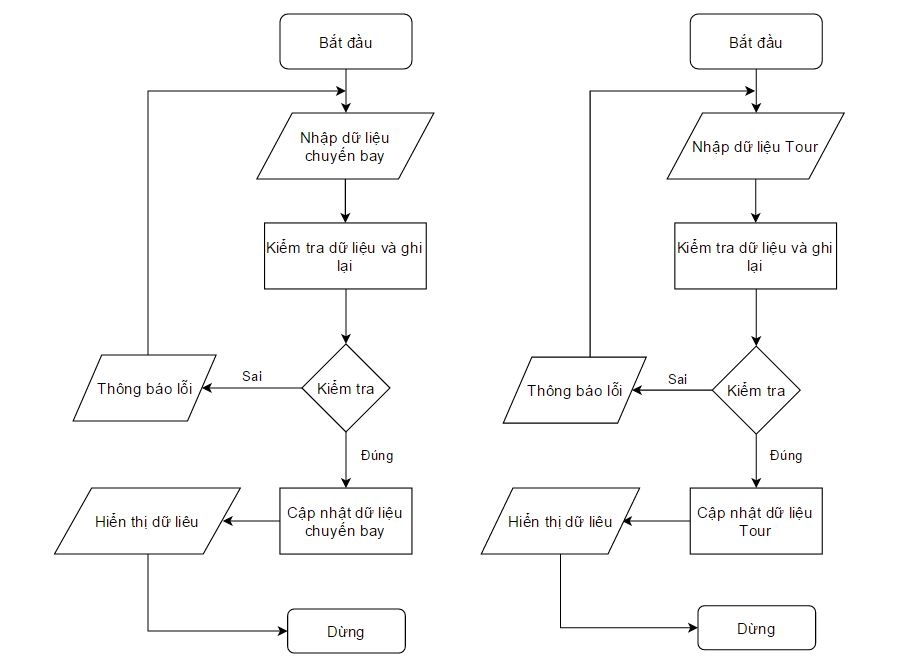 Bắt đầu
Nhập dữ liệu
chuyến bay
Kiểm tra dữ liệu và ghi
lại
Kiểm tra
Sai
Thông báo lỗi
Đúng
Cập nhật dữ liệu
chuyến bay
Hiển thị dữ liêu
Dừng
Bắt đầu
Nhập dữ liệu Tour
Kiểm tra dữ liệu và ghi
lại
Kiểm tra
Sai
Thông báo lỗi
Đúng
Cập nhật dữ liệu
Tour
Hiển thị dữ liêu
Dừng